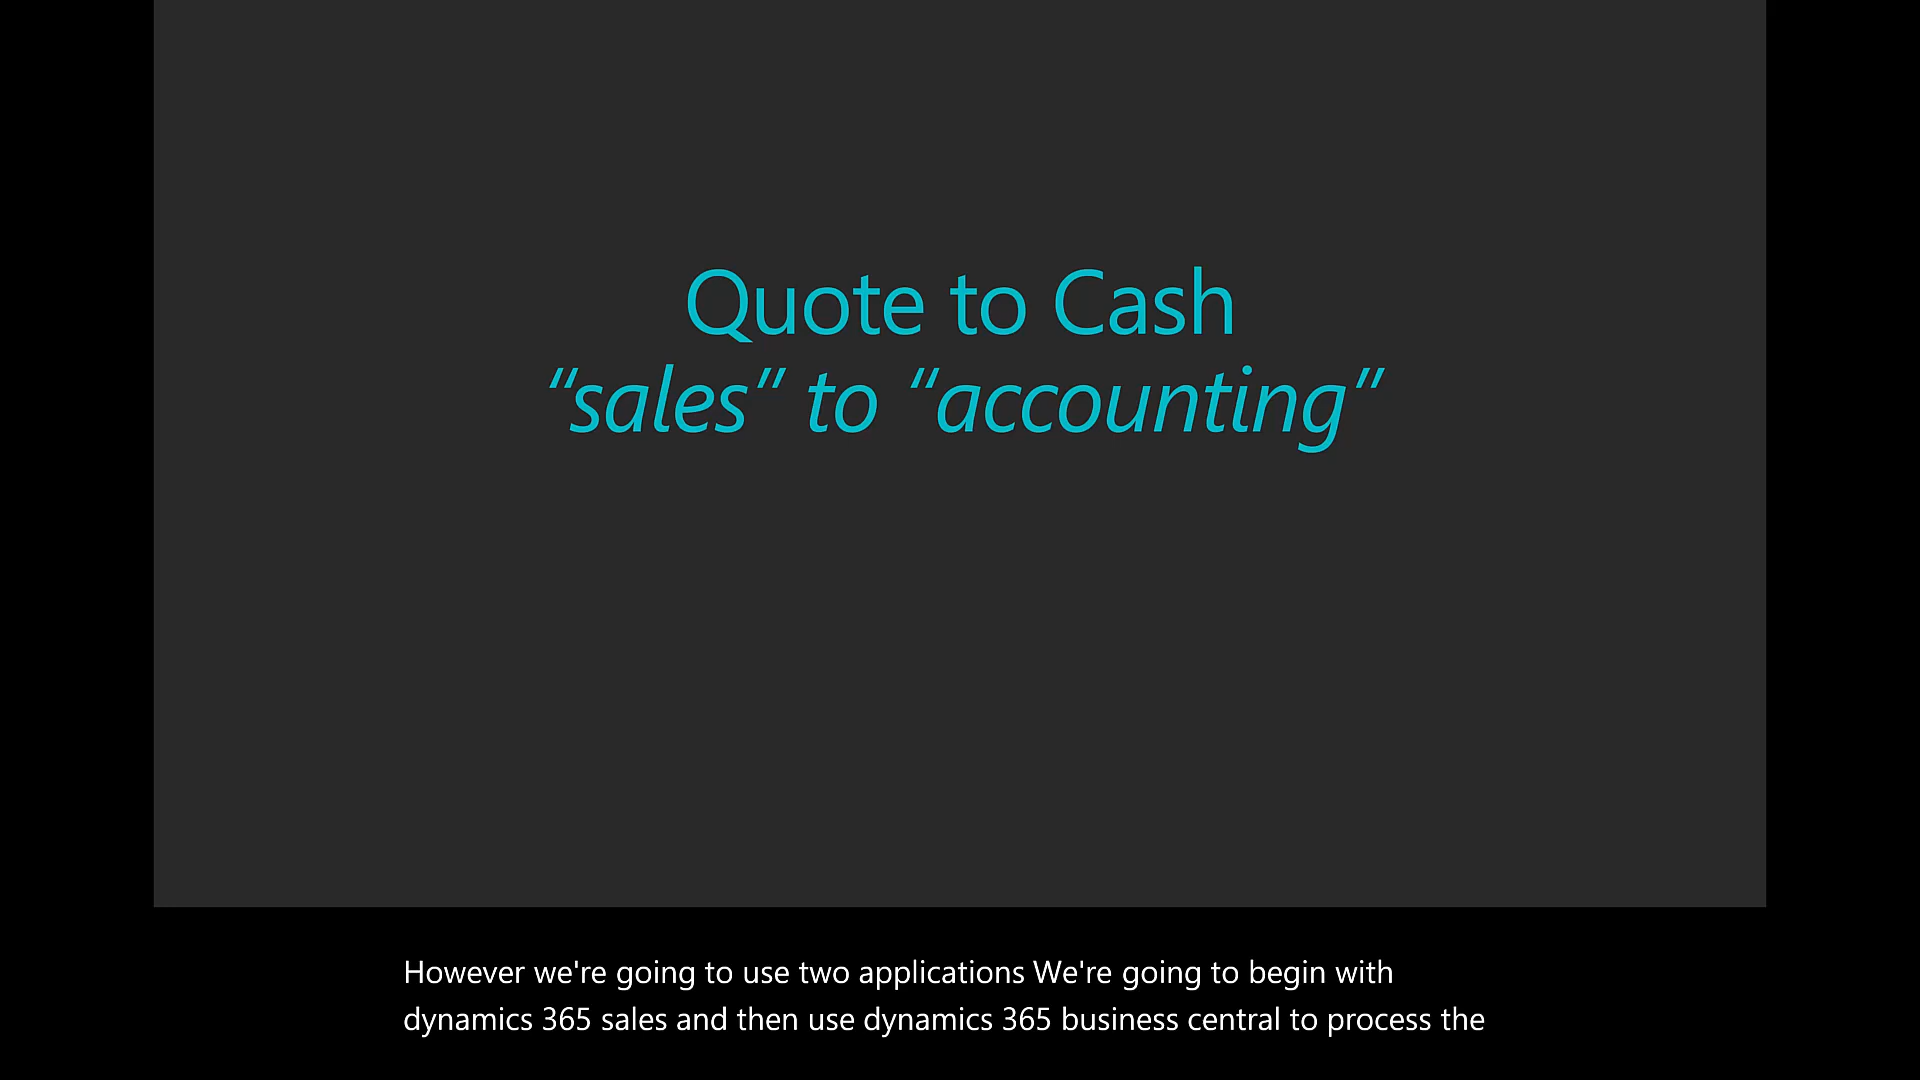 Quote to Cash
“sales” to “accounting”
However we're going to use two applications We're going to begin with
dynamics 365 sales and then use dynamics 365 business central to process the